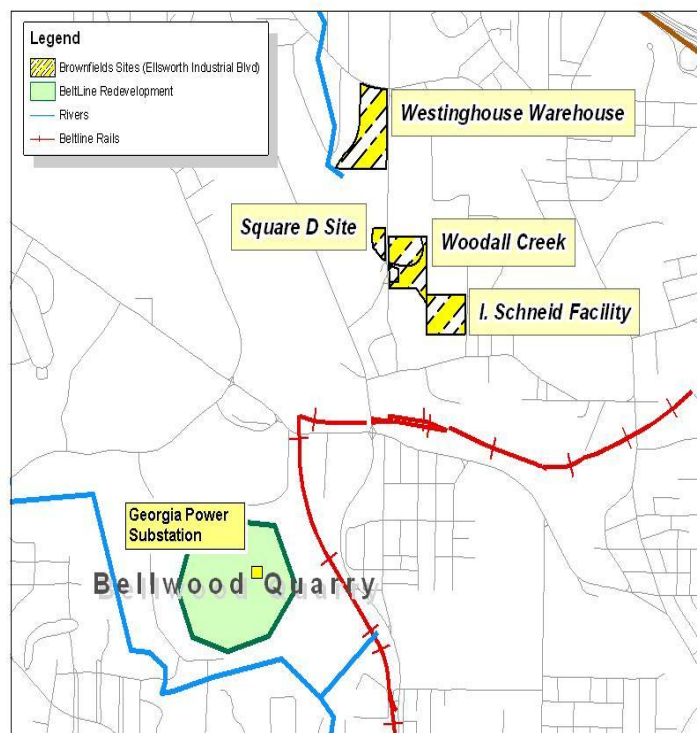 Legend
Brownfields Sites (Ellsworth Industrial Blvd)
BeltLine Redevelopment
Rivers
Beltline Rails
Westinghouse Warehouse
Square D Site
Woodall Creek
I. Schneid Facility
Georgia Power
Substation
Bellwood Quarry